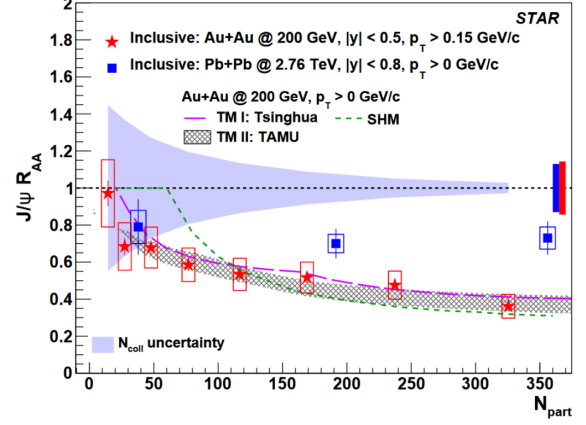 STAR
Inclusive: Au+Au @ 200 GeV, |y| < 0.5, pT > 0.15 GeV/c
Inclusive: Pb+Pb @ 2.76 TeV, |y| < 0.8, pT > 0 GeV/c
Au+Au @ 200 GeV, pT > 0 GeV/c
TM I: Tsinghua
SHM
TM II: TAMU
J/ψ RAA
2
1.8
1.6
1.4
1.2
1
0.8
0.6
0.4
0.2
0
Ncoll uncertainty
0 50 100 150 200 250 300 350
Npart